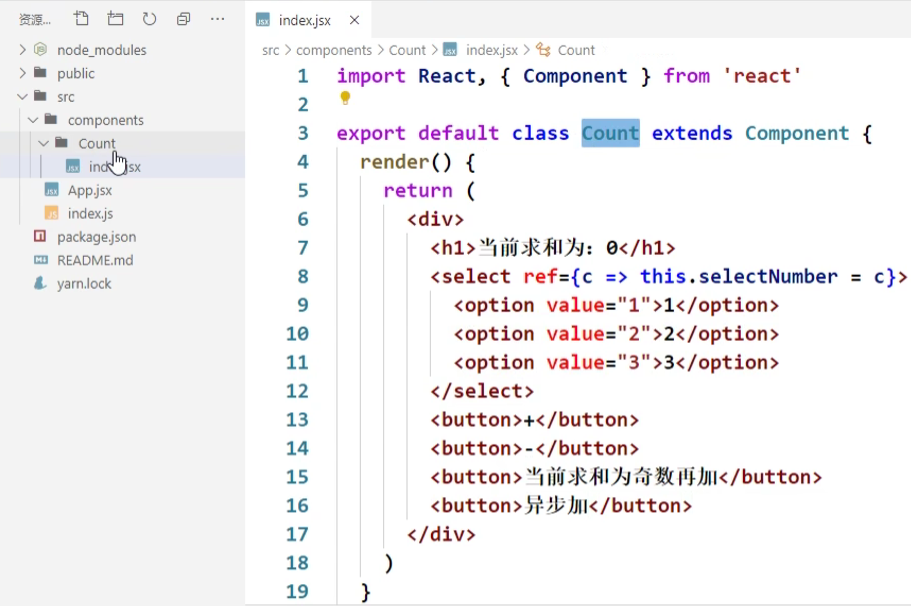 资源...
index.jsx
src > components > Count > index.jsx > Count
node_modules
public
src
components
Count
index.jsx
App.jsx
index.js
package.json
README.md
yarn.lock
1 import React, { Component } from 'react'
2
3 export default class Count extends Component {
4 render() {
5 return (
6 <div>
7 <h1>当前求和为：0</h1>
8 <select ref={c => this.selectNumber = c}>
9 <option value="1">1</option>
10 <option value="2">2</option>
11 <option value="3">3</option>
12 </select>
13 <button>+</button>
14 <button>-</button>
15 <button>当前求和为奇数再加</button>
16 <button>异步加</button>
17 </div>
18 )
19 }